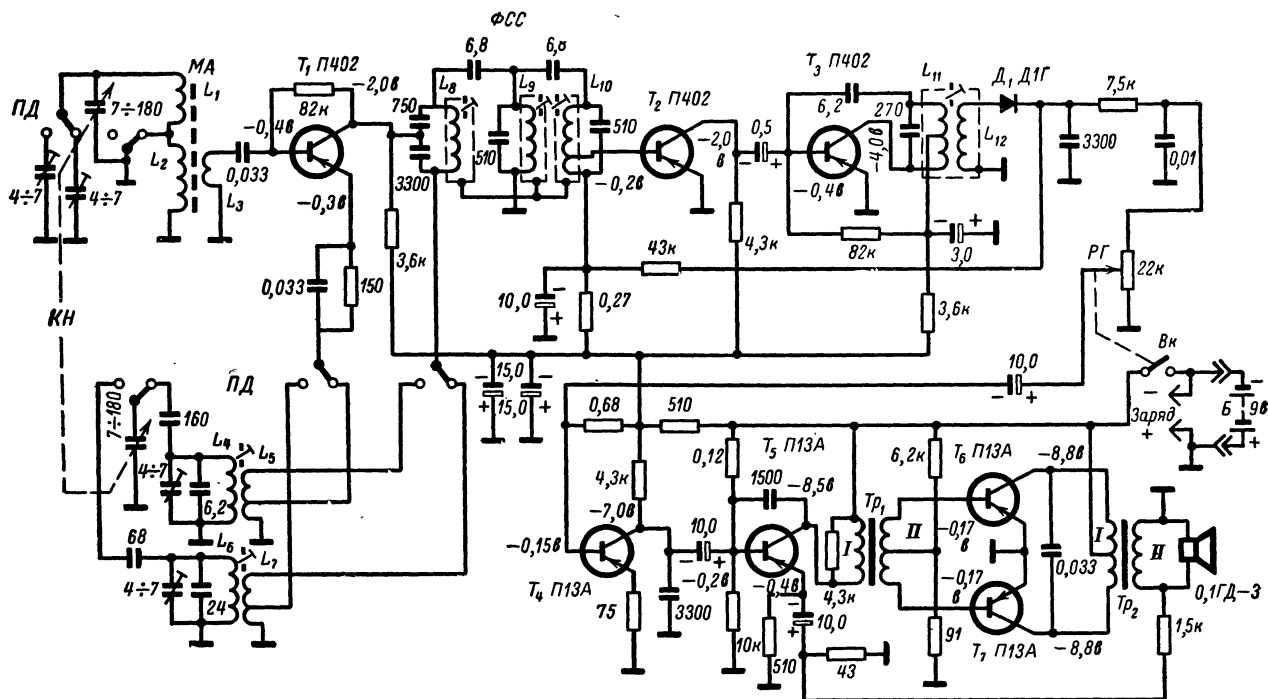 ФСС
6,8
6,8
МА
T₁ П402
-2,0в
L₈
L₉
L₁₀
T₃ П402
L₁₁
Д₁ Д1Г
7,5к
ПД
7÷180
L₁
82к
750
T₂ П402
6,2
270
L₂
-0,4в
510
510
-2,0
в
0,5
-4,0в
L₁₂
3300
0,01
4÷7
4÷7
0,033
L₃
-0,3в
3300
-0,2в
-0,4в
3,6к
43к
4,3к
82к
3,0
РГ
22к
КН
0,033
150
10,0
0,27
3,6к
Вк
ПД
15,0
15,0
10,0
Заряд
Б
9в
7÷180
160
0,68
510
T₅ П13А
T₆ П13А
-8,8в
L₄
L₅
0,12
6,2к
4÷7
4,3к
1500
-8,5в
Тр₁
6,2
-7,0в
10,0
I
II
-0,17
в
I
II
68
L₆
L₇
-0,15в
-0,2в
-0,4в
-0,17
в
0,033
4÷7
24
T₄ П13А
4,3к
Тр₂
0,1ГД-3
75
3300
10к
510
10,0
43
91
T₇ П13А
-8,8в
1,5к